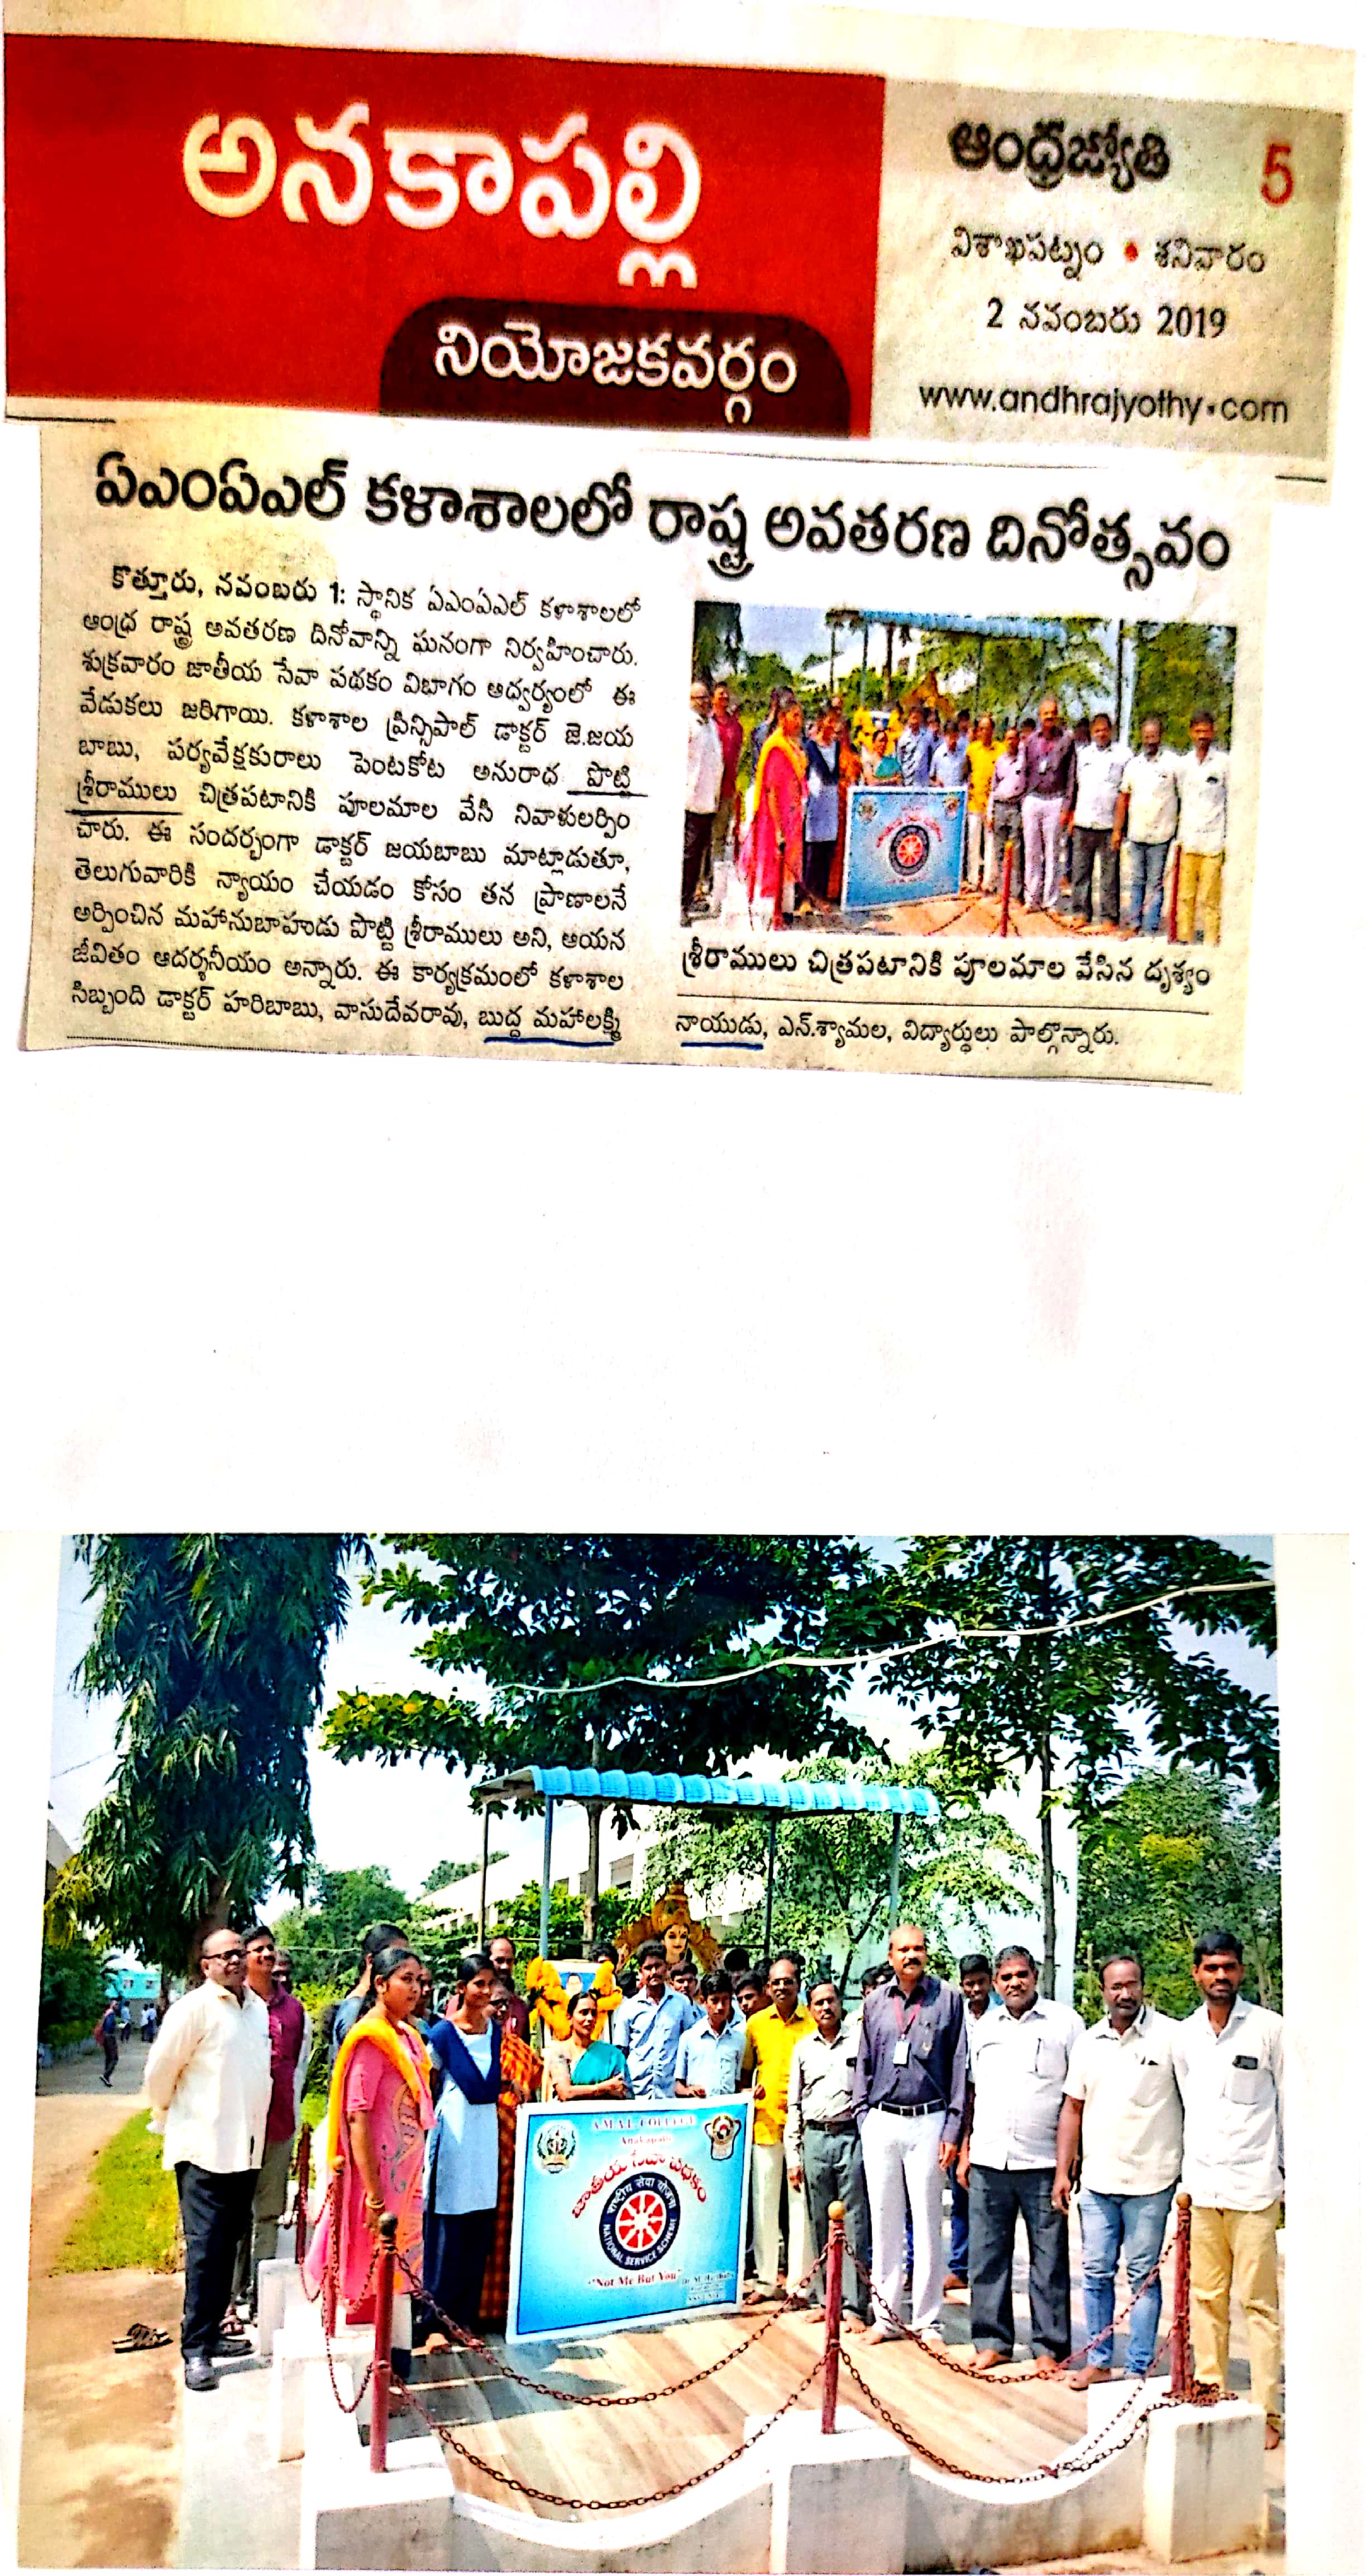 అనకాపల్లి
నియోజకవర్గం
ఆంధ్రజ్యోతి 5
విశాఖపట్నం • శనివారం
2 నవంబరు 2019
www.andhrajyothy.com
ఏఎంఏఎల్ కళాశాలలో రాష్ట్ర అవతరణ దినోత్సవం
కొత్తూరు, నవంబరు 1: స్థానిక ఏఎంఏఎల్ కళాశాలలో
ఆంధ్ర రాష్ట్ర అవతరణ దినోవాన్ని ఘనంగా నిర్వహించారు.
శుక్రవారం జాతీయ సేవా పథకం విభాగం ఆధ్వర్యంలో ఈ
వేడుకలు జరిగాయి. కళాశాల ప్రిన్సిపాల్ డాక్టర్ జె.జయ
బాబు, పర్యవేక్షకురాలు పెంటకోట అనురాధ పొట్టి
శ్రీరాములు చిత్రపటానికి పూలమాల వేసి నివాళులర్పిం
చారు. ఈ సందర్భంగా డాక్టర్ జయబాబు మాట్లాడుతూ,
తెలుగువారికి న్యాయం చేయడం కోసం తన ప్రాణాలనే
అర్పించిన మహానుబాహుడు పొట్టి శ్రీరాములు అని, ఆయన
జీవితం ఆదర్శనీయం అన్నారు. ఈ కార్యక్రమంలో కళాశాల
సిబ్బంది డాక్టర్ హరిబాబు, వాసుదేవరావు, బుద్ద మహాలక్ష్మి
శ్రీరాములు చిత్రపటానికి పూలమాల వేసిన దృశ్యం
నాయుడు, ఎన్.శ్యామల, విద్యార్థులు పాల్గొన్నారు.
A.M.A.L. COLLEGE
Anakapalle
జాతీయ సేవా పథకం
राष्ट्रीय सेवा योजना
NATIONAL SERVICE SCHEME
"Not Me But You"